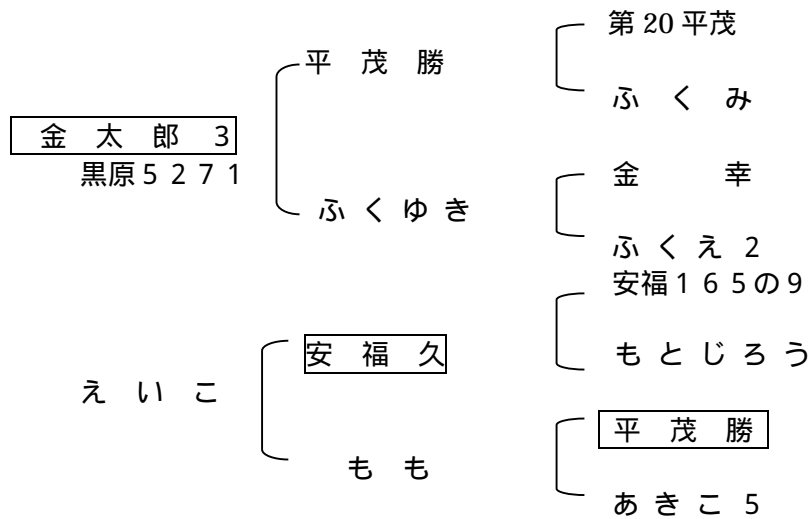 第20平茂
平 茂 勝
ふ く み
金 太 郎 3
黒原5271
金 幸
ふ く ゆ き
ふ く え 2
安福165の9
安 福 久
も と じ ろ う
え い こ
平 茂 勝
も も
あ き こ 5